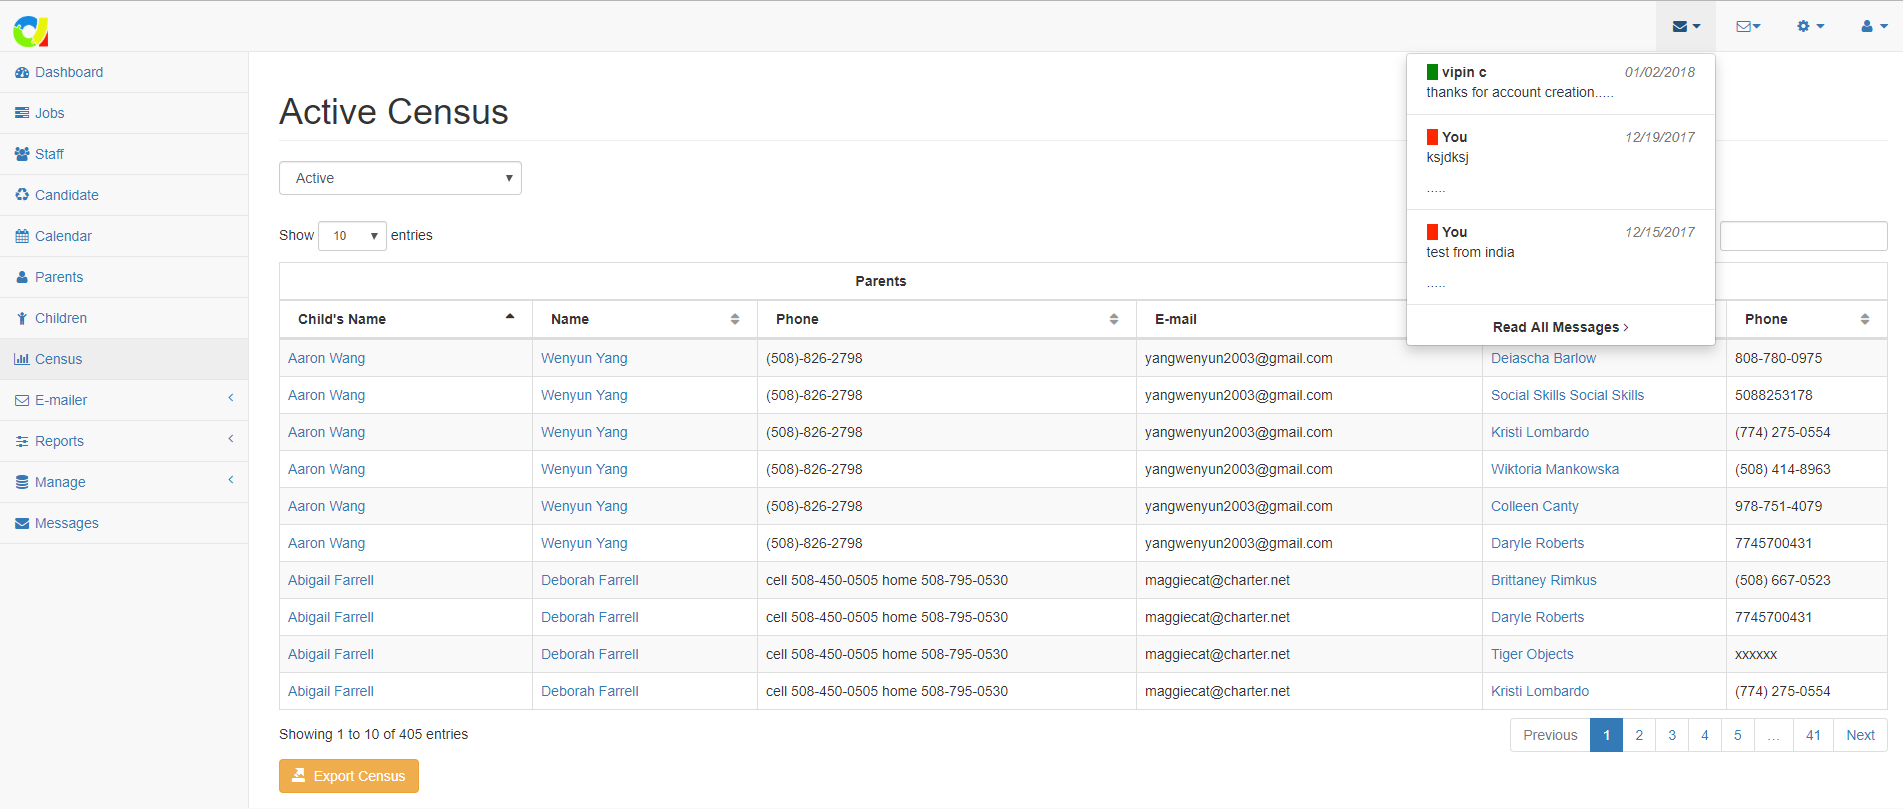 Dashboard
Jobs
Staff
Candidate
Calendar
Parents
Children
Census
E-mailer
Reports
Manage
Messages
Active Census
Active
Show 10 entries
vipin c 01/02/2018
thanks for account creation.....
You 12/19/2017
ksjdksj
.....
You 12/15/2017
test from india
.....
Read All Messages
Parents
Child's Name Name Phone E-mail Phone
Aaron Wang Wenyun Yang (508)-826-2798 yangwenyun2003@gmail.com Deiascha Barlow 808-780-0975
Aaron Wang Wenyun Yang (508)-826-2798 yangwenyun2003@gmail.com Social Skills Social Skills 5088253178
Aaron Wang Wenyun Yang (508)-826-2798 yangwenyun2003@gmail.com Kristi Lombardo (774) 275-0554
Aaron Wang Wenyun Yang (508)-826-2798 yangwenyun2003@gmail.com Wiktoria Mankowska (508) 414-8963
Aaron Wang Wenyun Yang (508)-826-2798 yangwenyun2003@gmail.com Colleen Canty 978-751-4079
Aaron Wang Wenyun Yang (508)-826-2798 yangwenyun2003@gmail.com Daryle Roberts 7745700431
Abigail Farrell Deborah Farrell cell 508-450-0505 home 508-795-0530 maggiecat@charter.net Brittaney Rimkus (508) 667-0523
Abigail Farrell Deborah Farrell cell 508-450-0505 home 508-795-0530 maggiecat@charter.net Daryle Roberts 7745700431
Abigail Farrell Deborah Farrell cell 508-450-0505 home 508-795-0530 maggiecat@charter.net Tiger Objects xxxxxx
Abigail Farrell Deborah Farrell cell 508-450-0505 home 508-795-0530 maggiecat@charter.net Kristi Lombardo (774) 275-0554
Showing 1 to 10 of 405 entries
Previous 1 2 3 4 5 ... 41 Next
Export Census